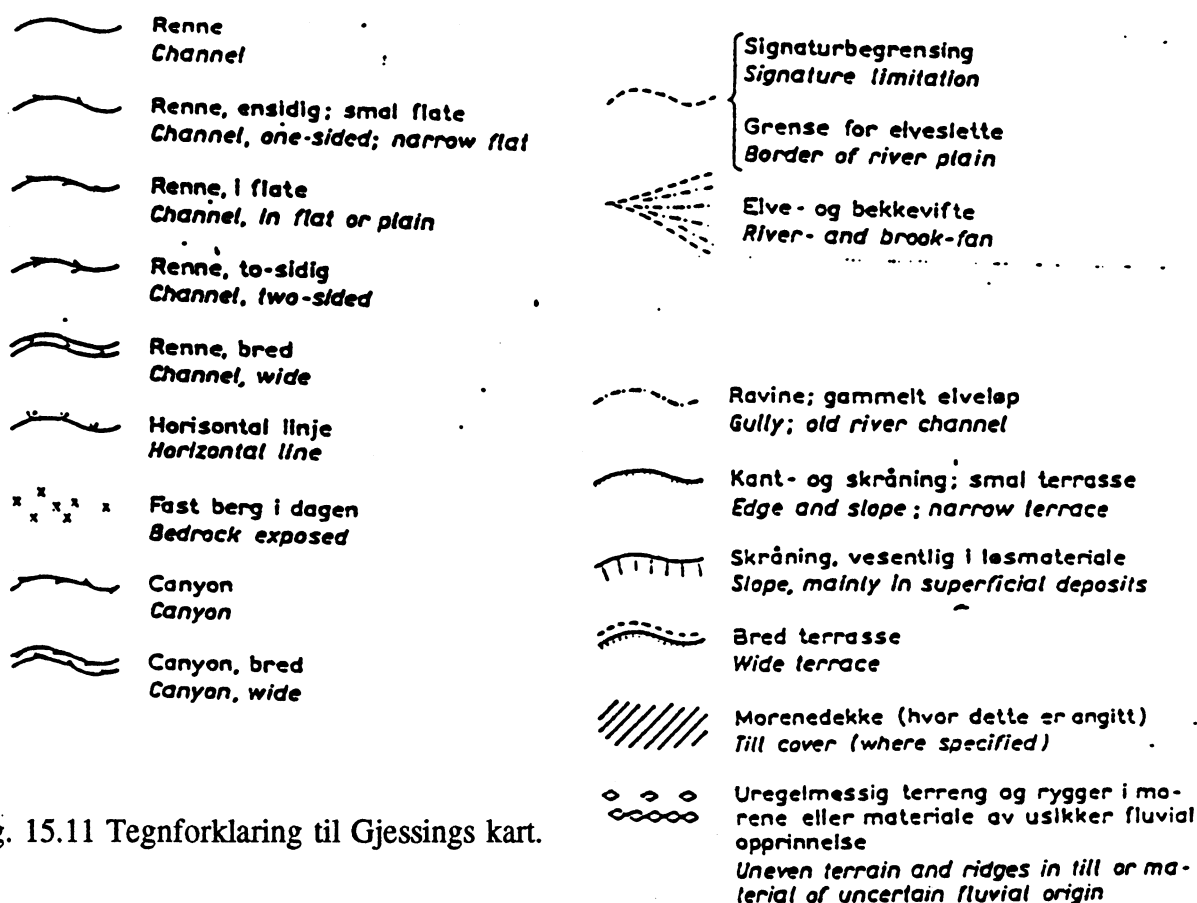 Renne
Channel
Renne, ensidig; smal flate
Channel, one-sided; narrow flat
Renne, i flate
Channel, in flat or plain
Renne, to-sidig
Channel, two-sided
Renne, bred
Channel, wide
Horisontal linje
Horizontal line
Fast berg i dagen
Bedrock exposed
Canyon
Canyon
Canyon, bred
Canyon, wide
g. 15.11 Tegnforklaring til Gjessings kart.
Signaturbegrensing
Signature limitation
Grense for elveslette
Border of river plain
Elve- og bekkevifte
River- and brook-fan
Ravine; gammelt elveløp
Gully; old river channel
Kant- og skråning; smal terrasse
Edge and slope; narrow terrace
Skråning, vesentlig i løsmateriale
Slope, mainly in superficial deposits
Bred terrasse
Wide terrace
Morenedekke (hvor dette er angitt)
Till cover (where specified)
Uregelmessig terreng og rygger i mo-
rene eller materiale av usikker fluvial
opprinnelse
Uneven terrain and ridges in till or ma-
terial of uncertain fluvial origin